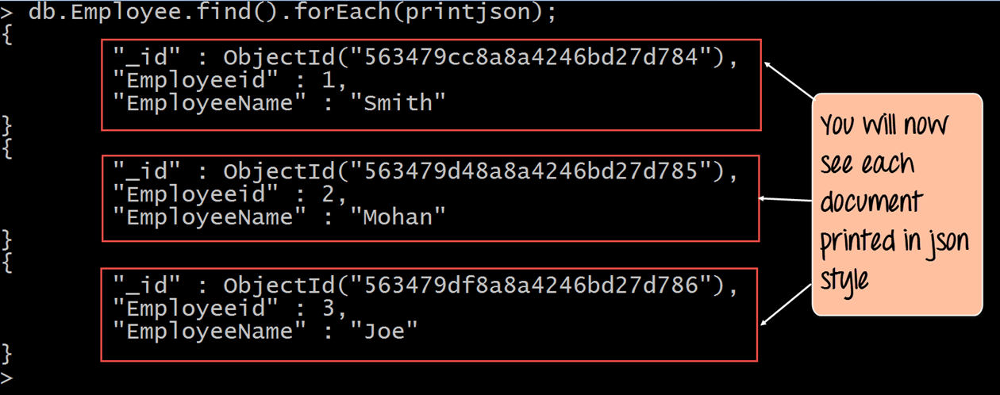 > db.Employee.find().forEach(printjson);
{
"_id" : ObjectId("563479cc8a8a4246bd27d784"),
"Employeeid" : 1,
"EmployeeName" : "Smith"
}
{
"_id" : ObjectId("563479d48a8a4246bd27d785"),
"Employeeid" : 2,
"EmployeeName" : "Mohan"
}
{
"_id" : ObjectId("563479df8a8a4246bd27d786"),
"Employeeid" : 3,
"EmployeeName" : "Joe"
}
>
You will now
see each
document
printed in json
style